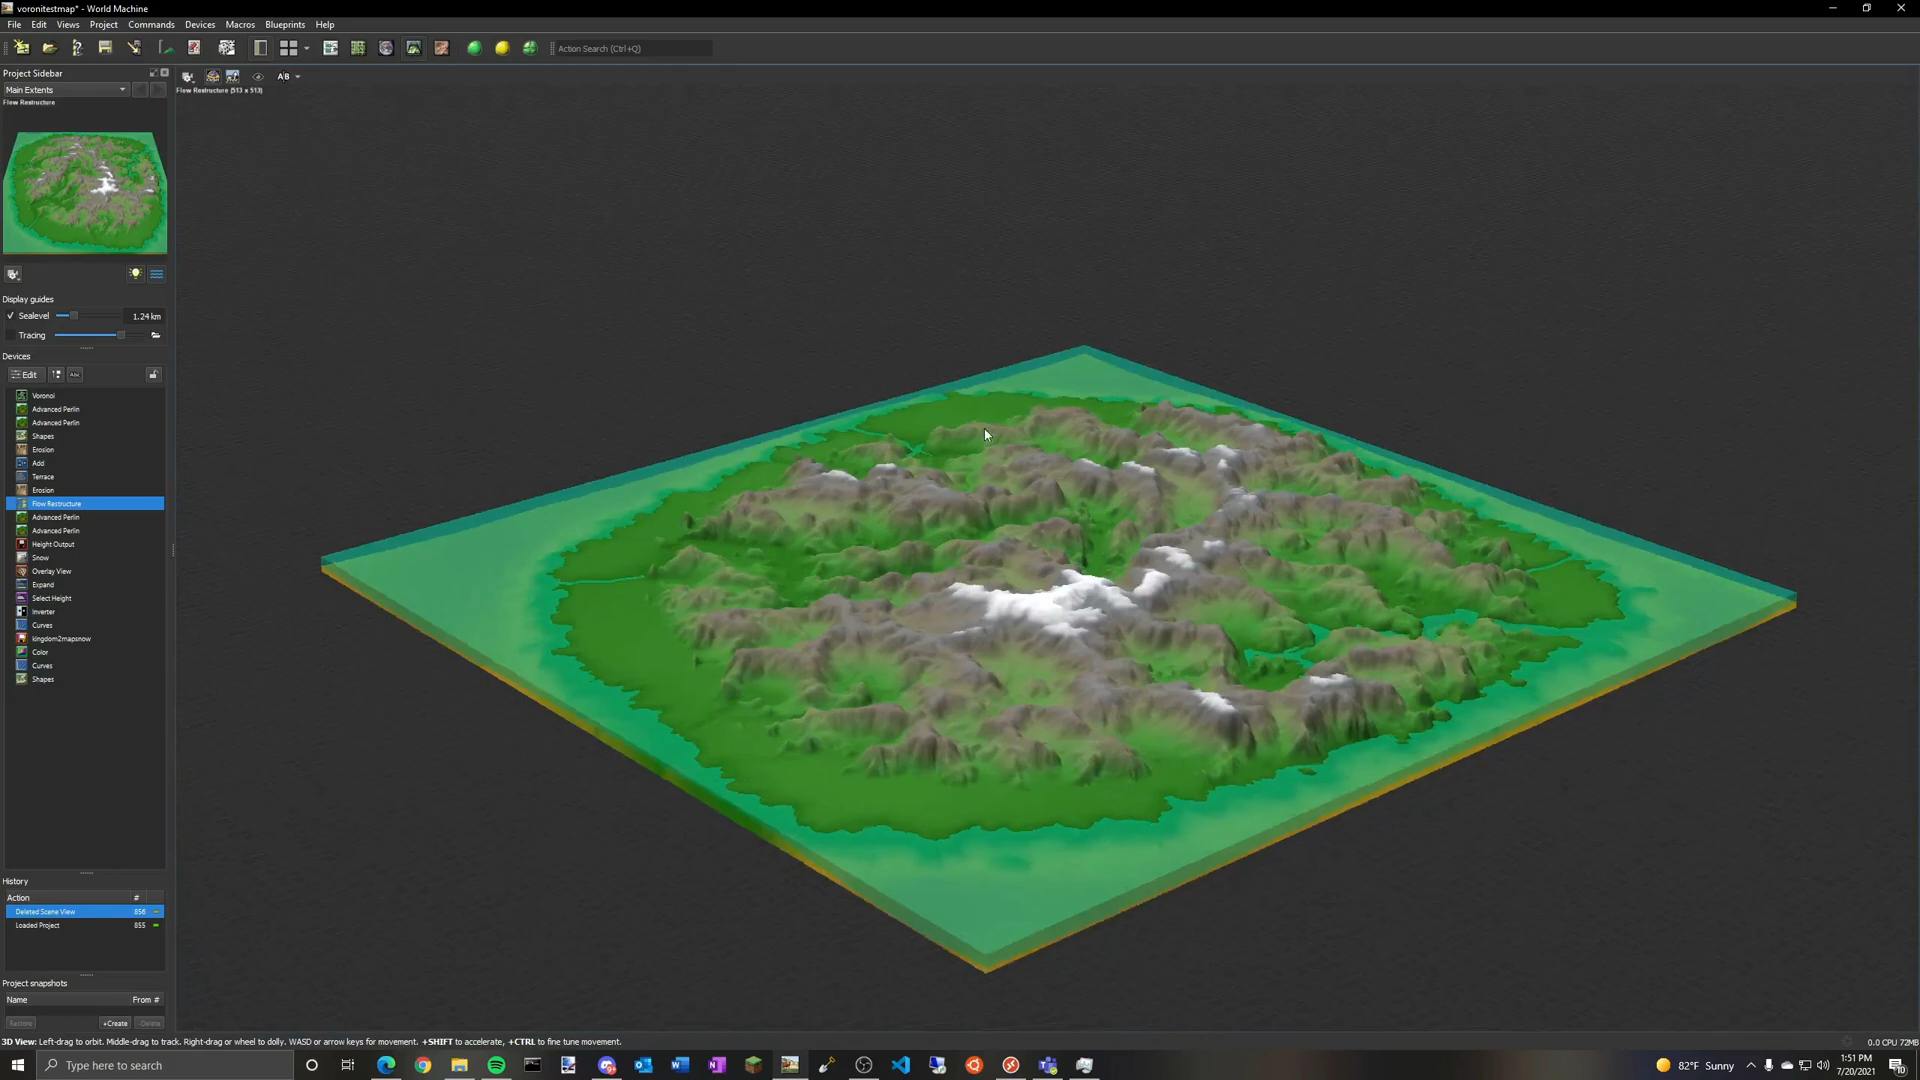 voronitestmap* - World Machine
File Edit Views Project Commands Devices Macros Blueprints Help
Action Search (Ctrl+Q)
Project Sidebar
Main Extents
Flow Restructure
Flow Restructure (513 x 513)
AB
Display guides
Sealevel 1.24 km
Tracing
Devices
Edit Abc
Voronoi
Advanced Perlin
Advanced Perlin
Shapes
Erosion
Add
Terrace
Erosion
Flow Restructure
Advanced Perlin
Advanced Perlin
Height Output
Snow
Overlay View
Expand
Select Height
Inverter
Curves
kingdom2mapsnow
Color
Curves
Shapes
History
Action #
Deleted Scene View 856
Loaded Project 855
Project snapshots
Name From #
Restore +Create -Delete
3D View: Left-drag to orbit. Middle-drag to track. Right-drag or wheel to dolly. WASD or arrow keys for movement. +SHIFT to accelerate, +CTRL to fine tune movement.
0.0 CPU 72MB
Type here to search
82°F Sunny
1:51 PM
7/20/2021